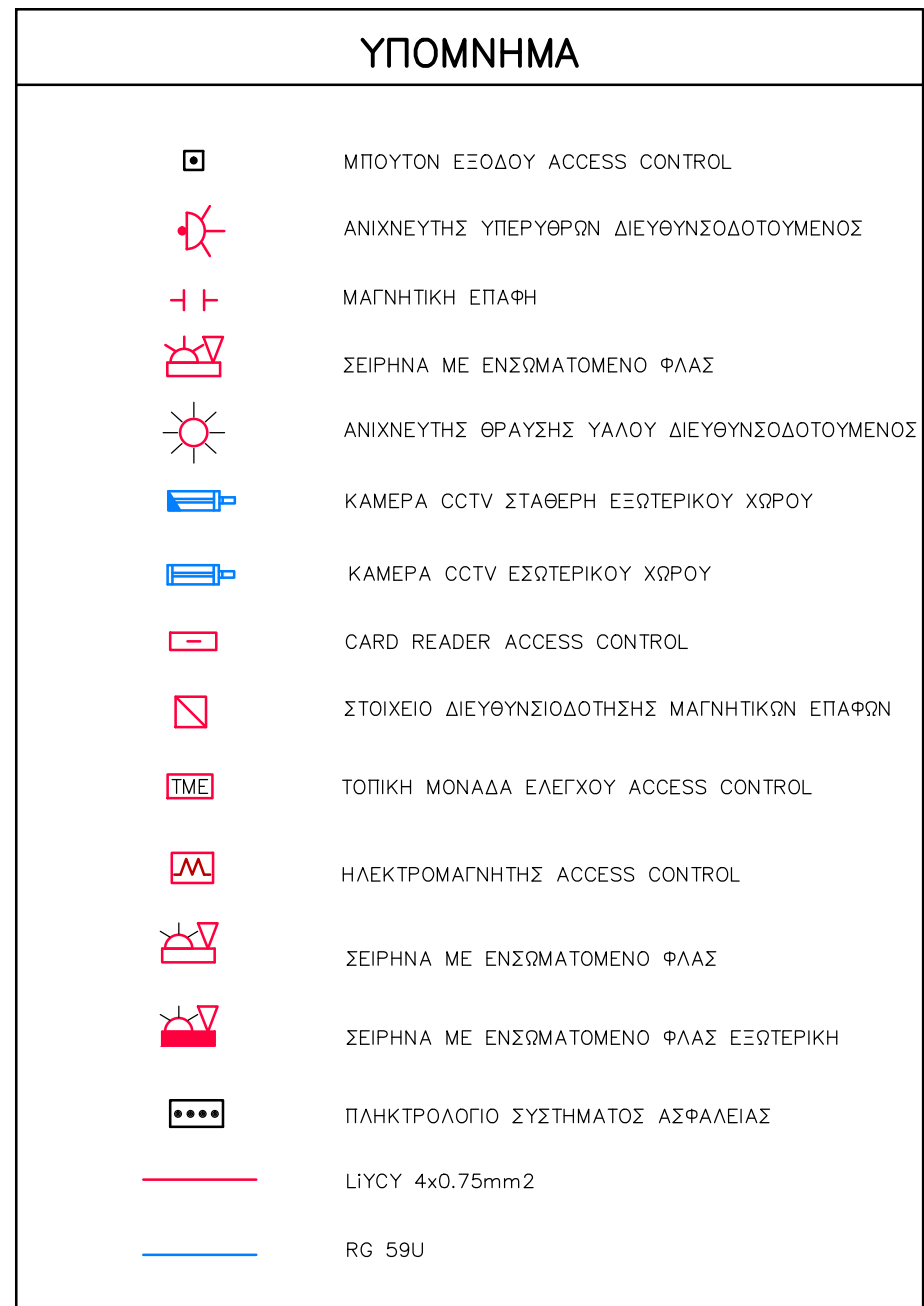 ΥΠΟΜΝΗΜΑ
ΜΠΟΥΤΟΝ ΕΞΟΔΟΥ ACCESS CONTROL
ΑΝΙΧΝΕΥΤΗΣ ΥΠΕΡΥΘΡΩΝ ΔΙΕΥΘΥΝΣΟΔΟΤΟΥΜΕΝΟΣ
ΜΑΓΝΗΤΙΚΗ ΕΠΑΦΗ
ΣΕΙΡΗΝΑ ΜΕ ΕΝΣΩΜΑΤΟΜΕΝΟ ΦΛΑΣ
ΑΝΙΧΝΕΥΤΗΣ ΘΡΑΥΣΗΣ ΥΑΛΟΥ ΔΙΕΥΘΥΝΣΟΔΟΤΟΥΜΕΝΟΣ
ΚΑΜΕΡΑ CCTV ΣΤΑΘΕΡΗ ΕΞΩΤΕΡΙΚΟΥ ΧΩΡΟΥ
ΚΑΜΕΡΑ CCTV ΕΣΩΤΕΡΙΚΟΥ ΧΩΡΟΥ
CARD READER ACCESS CONTROL
ΣΤΟΙΧΕΙΟ ΔΙΕΥΘΥΝΣΙΟΔΟΤΗΣΗΣ ΜΑΓΝΗΤΙΚΩΝ ΕΠΑΦΩΝ
ΤΜΕ ΤΟΠΙΚΗ ΜΟΝΑΔΑ ΕΛΕΓΧΟΥ ACCESS CONTROL
ΗΛΕΚΤΡΟΜΑΓΝΗΤΗΣ ACCESS CONTROL
ΣΕΙΡΗΝΑ ΜΕ ΕΝΣΩΜΑΤΟΜΕΝΟ ΦΛΑΣ
ΣΕΙΡΗΝΑ ΜΕ ΕΝΣΩΜΑΤΟΜΕΝΟ ΦΛΑΣ ΕΞΩΤΕΡΙΚΗ
ΠΛΗΚΤΡΟΛΟΓΙΟ ΣΥΣΤΗΜΑΤΟΣ ΑΣΦΑΛΕΙΑΣ
LiYCY 4x0.75mm2
RG 59U